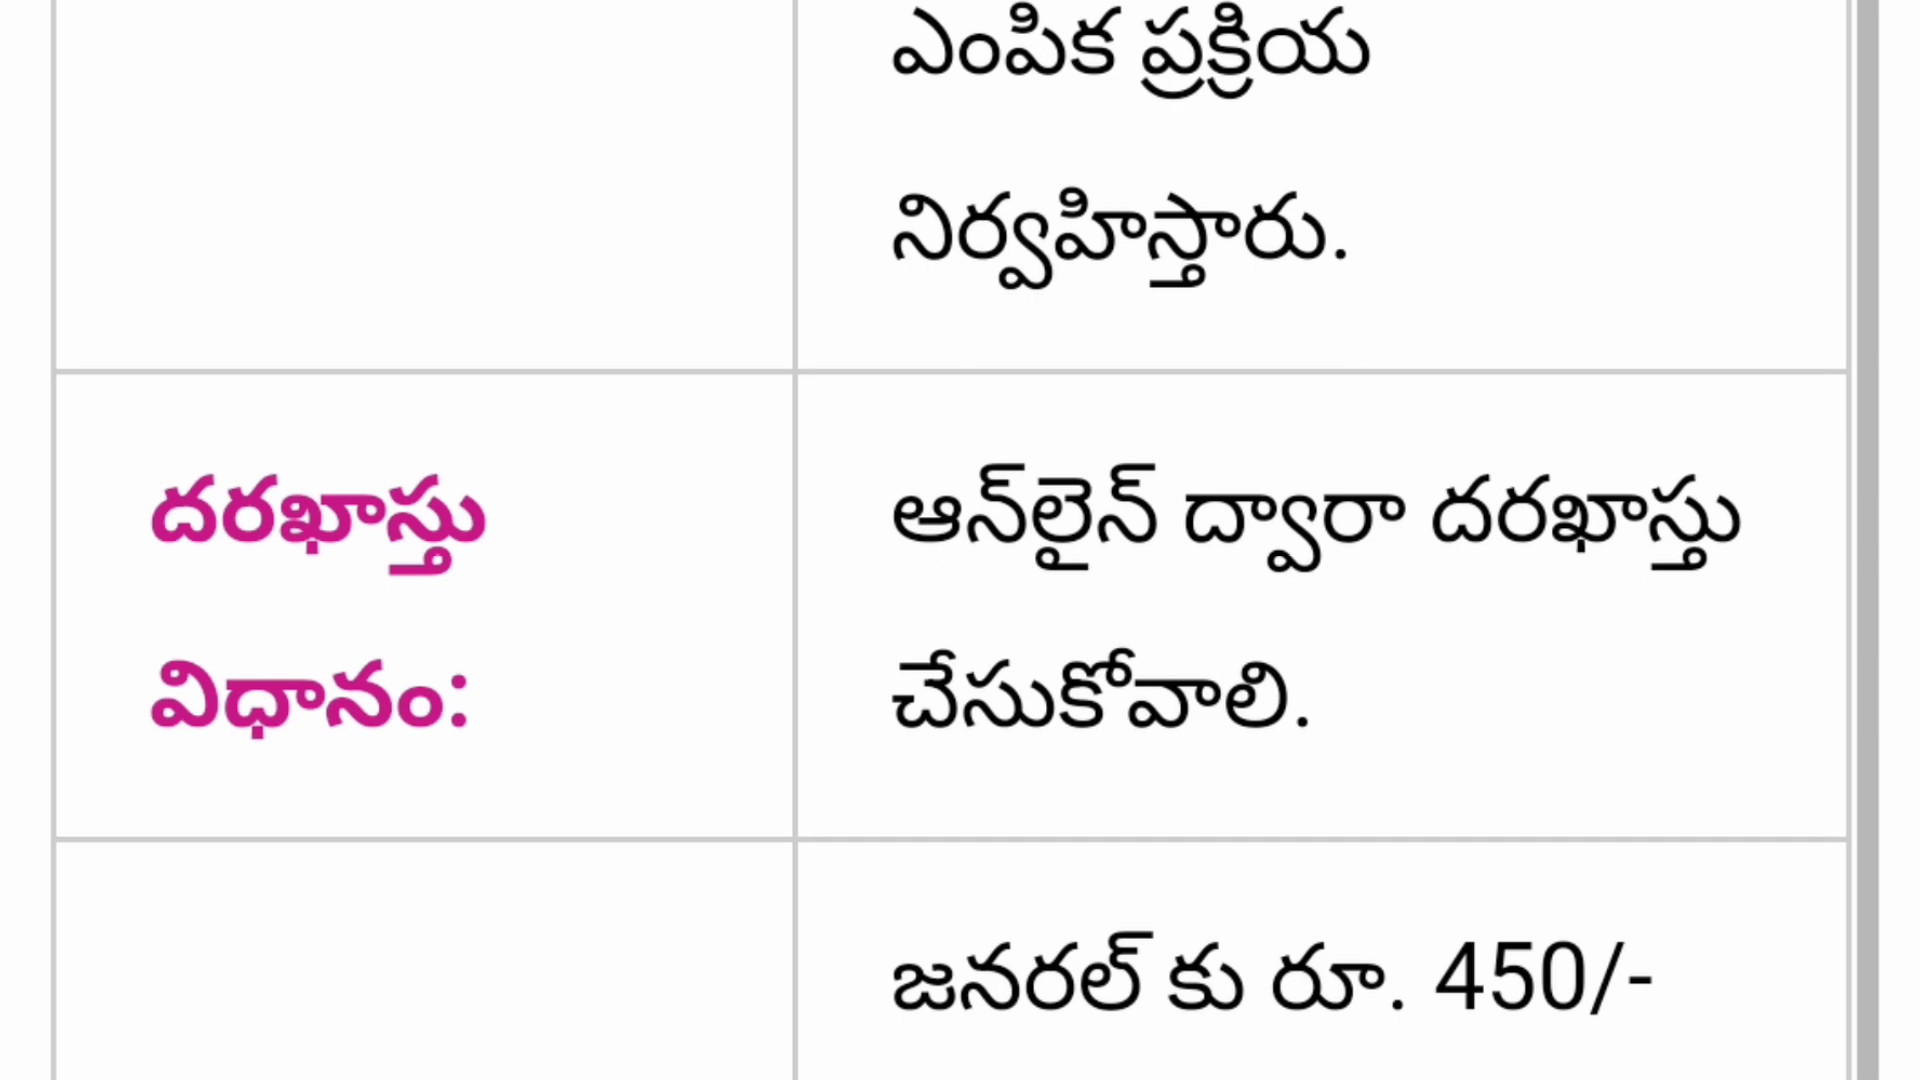 ఎంపిక ప్రక్రియ
నిర్వహిస్తారు.
దరఖాస్తు
విధానం:
ఆన్‌లైన్ ద్వారా దరఖాస్తు
చేసుకోవాలి.
జనరల్ కు రూ. 450/-